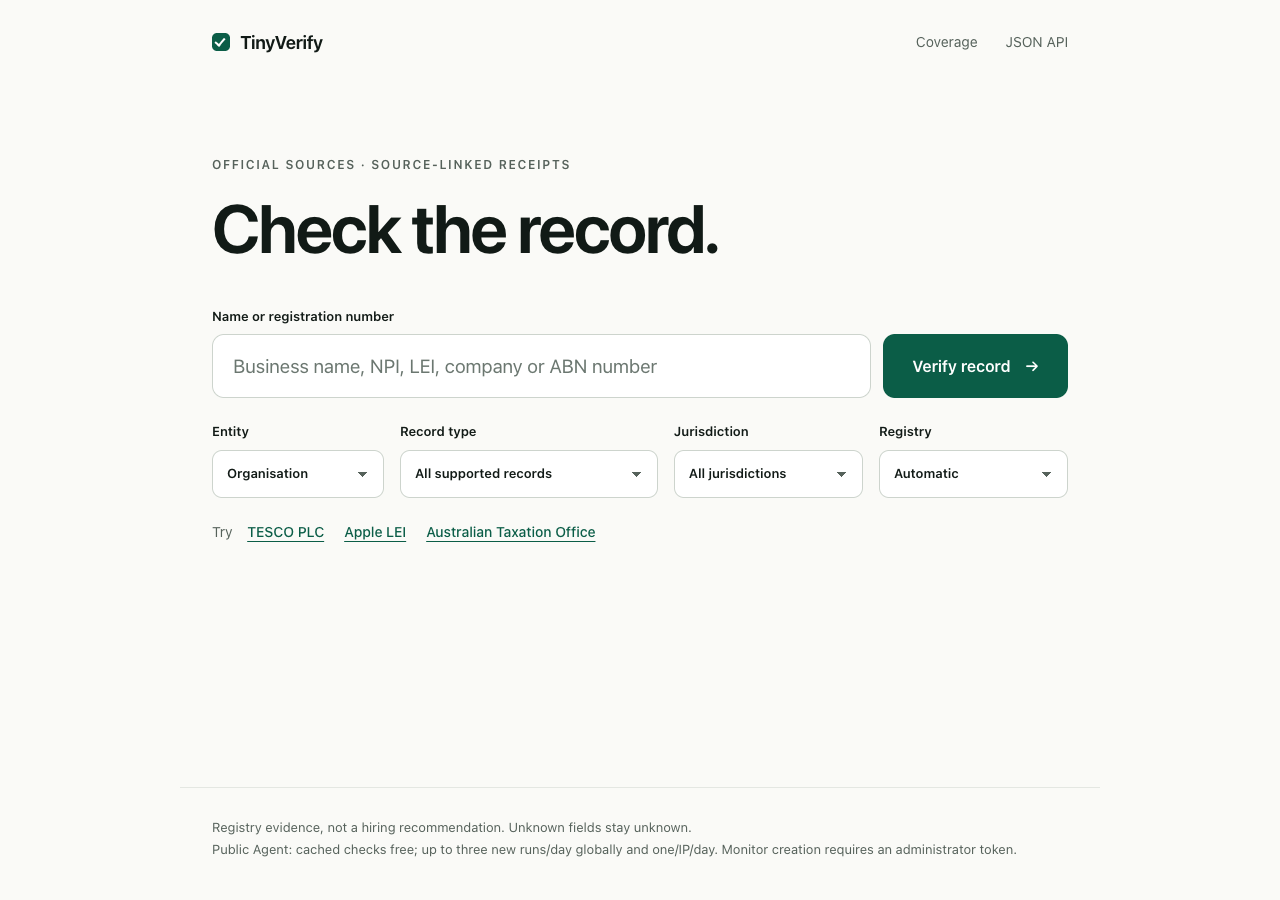 TinyVerify
Coverage JSON API
OFFICIAL SOURCES · SOURCE-LINKED RECEIPTS
Check the record.
Name or registration number
Business name, NPI, LEI, company or ABN number
Verify record →
Entity Record type Jurisdiction Registry
Organisation All supported records All jurisdictions Automatic
Try TESCO PLC Apple LEI Australian Taxation Office
Registry evidence, not a hiring recommendation. Unknown fields stay unknown.
Public Agent: cached checks free; up to three new runs/day globally and one/IP/day. Monitor creation requires an administrator token.